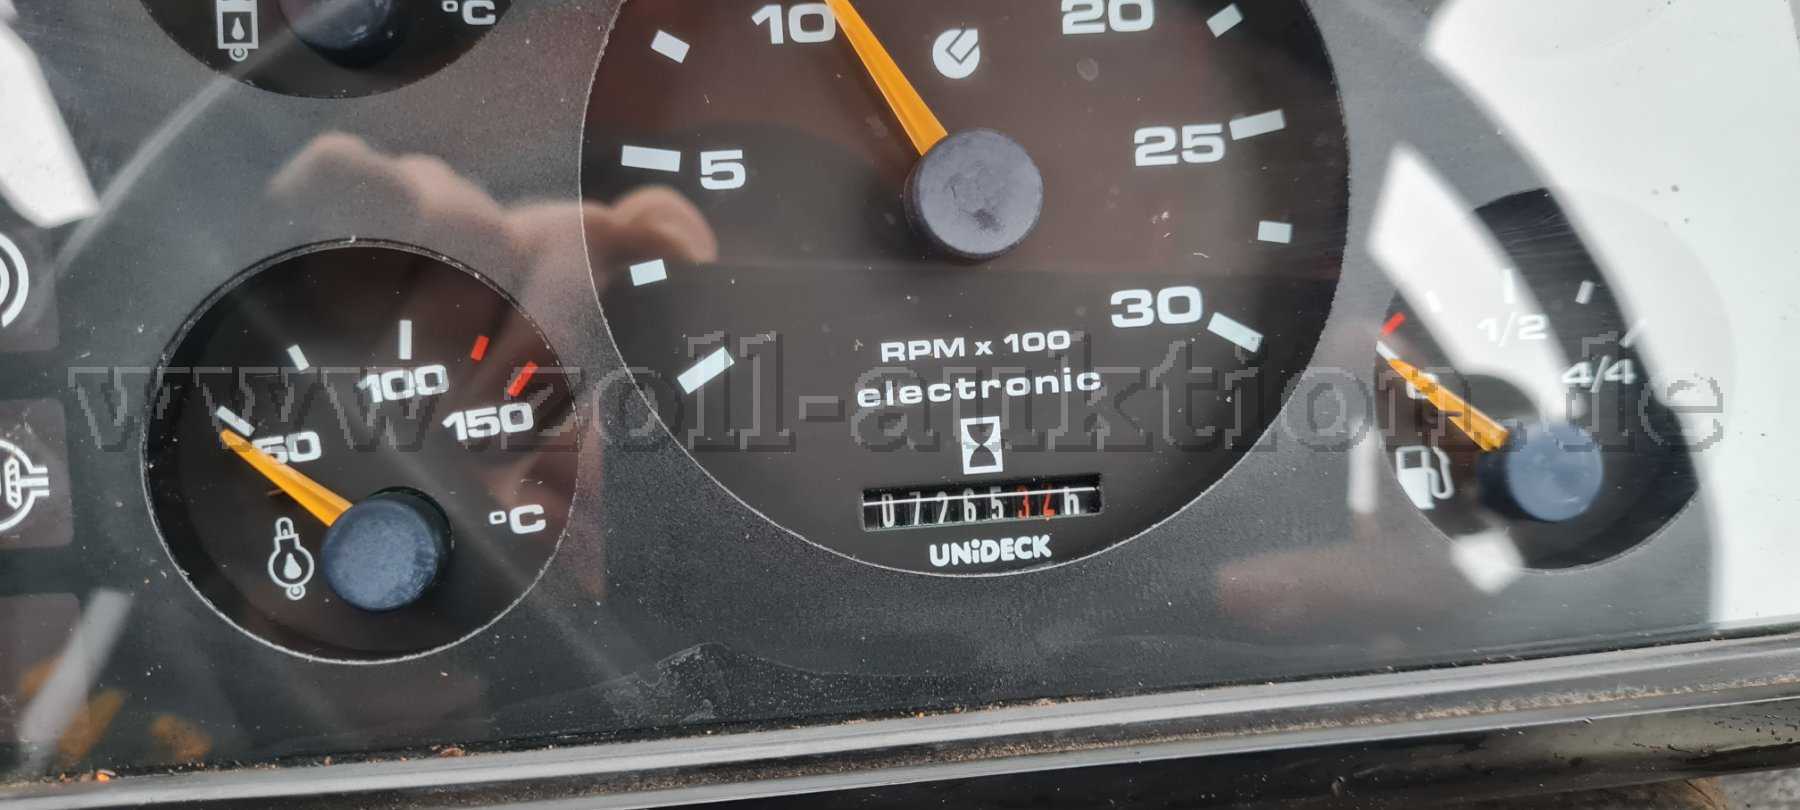 °C
10
20
5
25
30
RPM x 100
electronic
50
100
150
°C
0
1/2
4/4
0726532h
UNiDECK
www.zoll-auktion.de